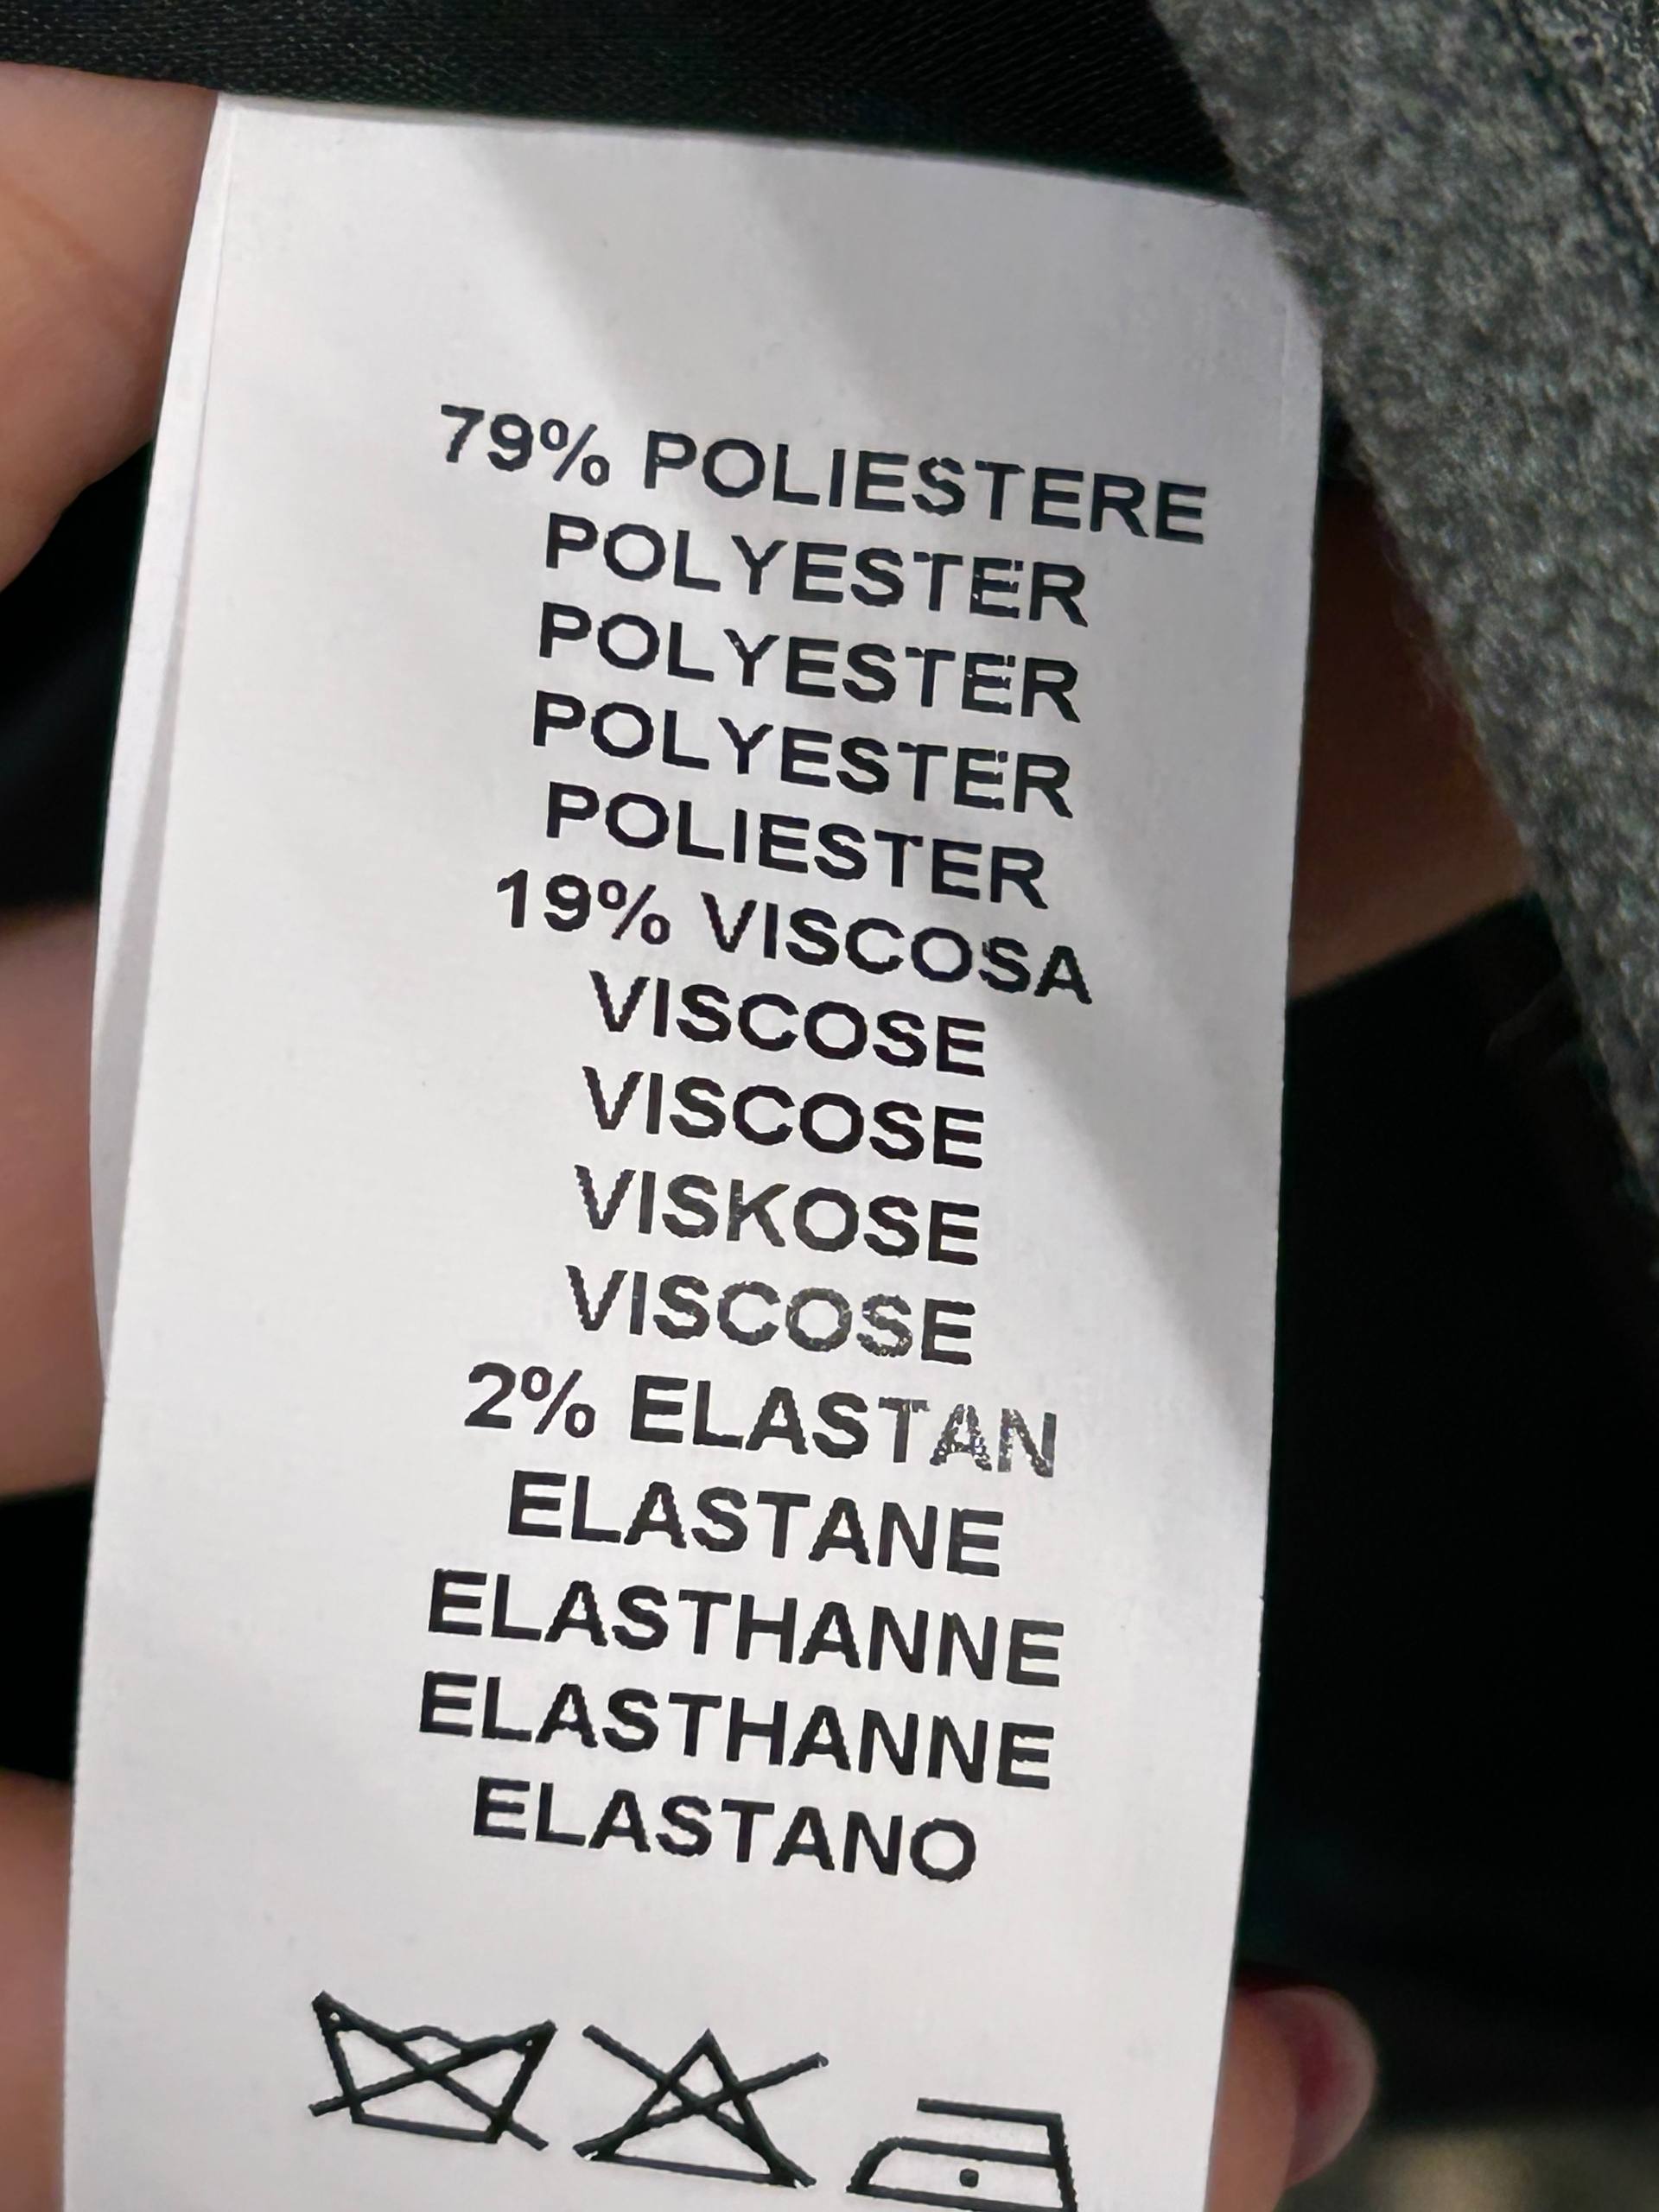 79% POLIESTERE
POLYESTER
POLYESTER
POLYESTER
POLIESTER
19% VISCOSA
VISCOSE
VISCOSE
VISKOSE
VISCOSE
2% ELASTAN
ELASTANE
ELASTHANNE
ELASTHANNE
ELASTANO